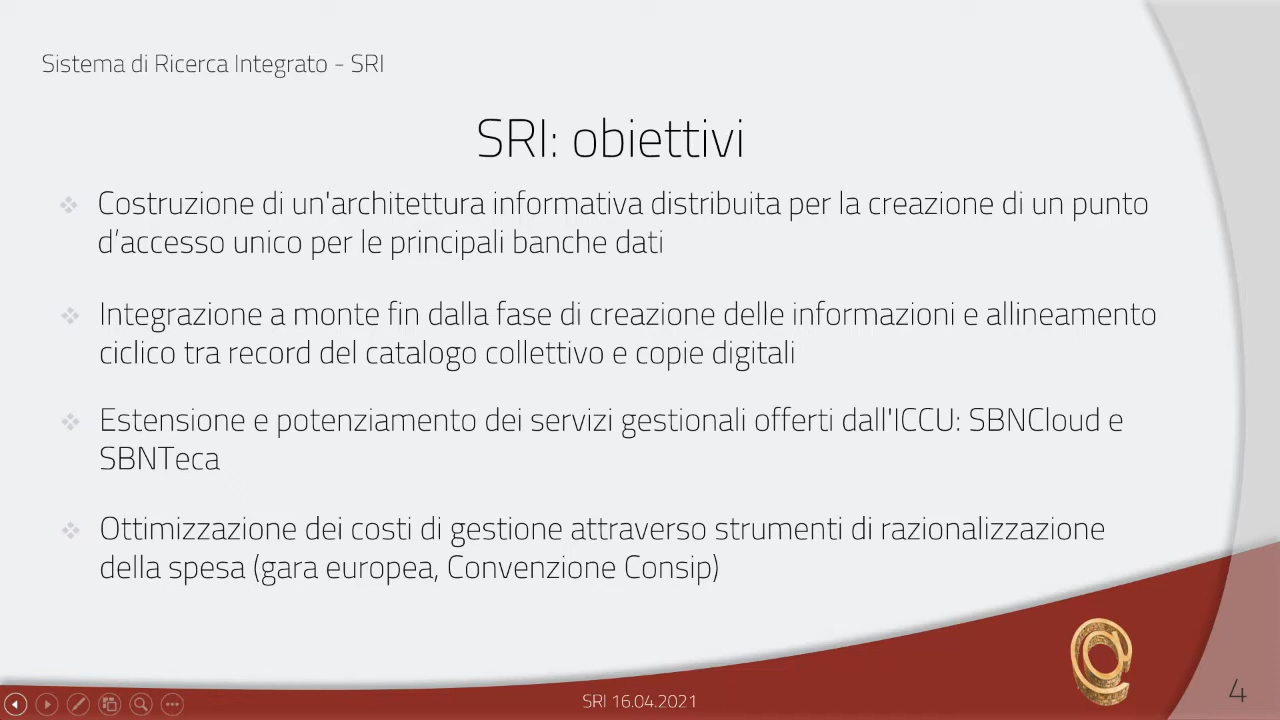 Sistema di Ricerca Integrato - SRI
SRI: obiettivi
Costruzione di un'architettura informativa distribuita per la creazione di un punto
d’accesso unico per le principali banche dati
Integrazione a monte fin dalla fase di creazione delle informazioni e allineamento
ciclico tra record del catalogo collettivo e copie digitali
Estensione e potenziamento dei servizi gestionali offerti dall'ICCU: SBNCloud e
SBNTeca
Ottimizzazione dei costi di gestione attraverso strumenti di razionalizzazione
della spesa (gara europea, Convenzione Consip)
SRI 16.04.2021
4